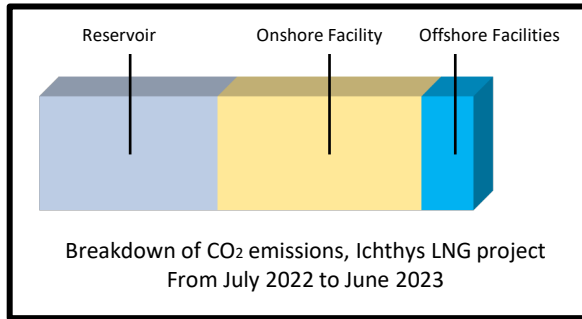 Reservoir
Onshore Facility
Offshore Facilities
Breakdown of CO2 emissions, Ichthys LNG project
From July 2022 to June 2023